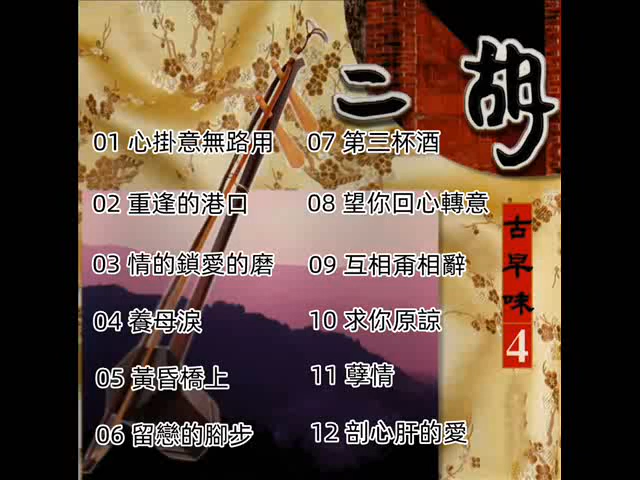 二胡
古早味
4
01 心掛意無路用
02 重逢的港口
03 情的鎖愛的磨
04 養母淚
05 黃昏橋上
06 留戀的腳步
07 第三杯酒
08 望你回心轉意
09 互相甭相辭
10 求你原諒
11 孽情
12 剖心肝的愛